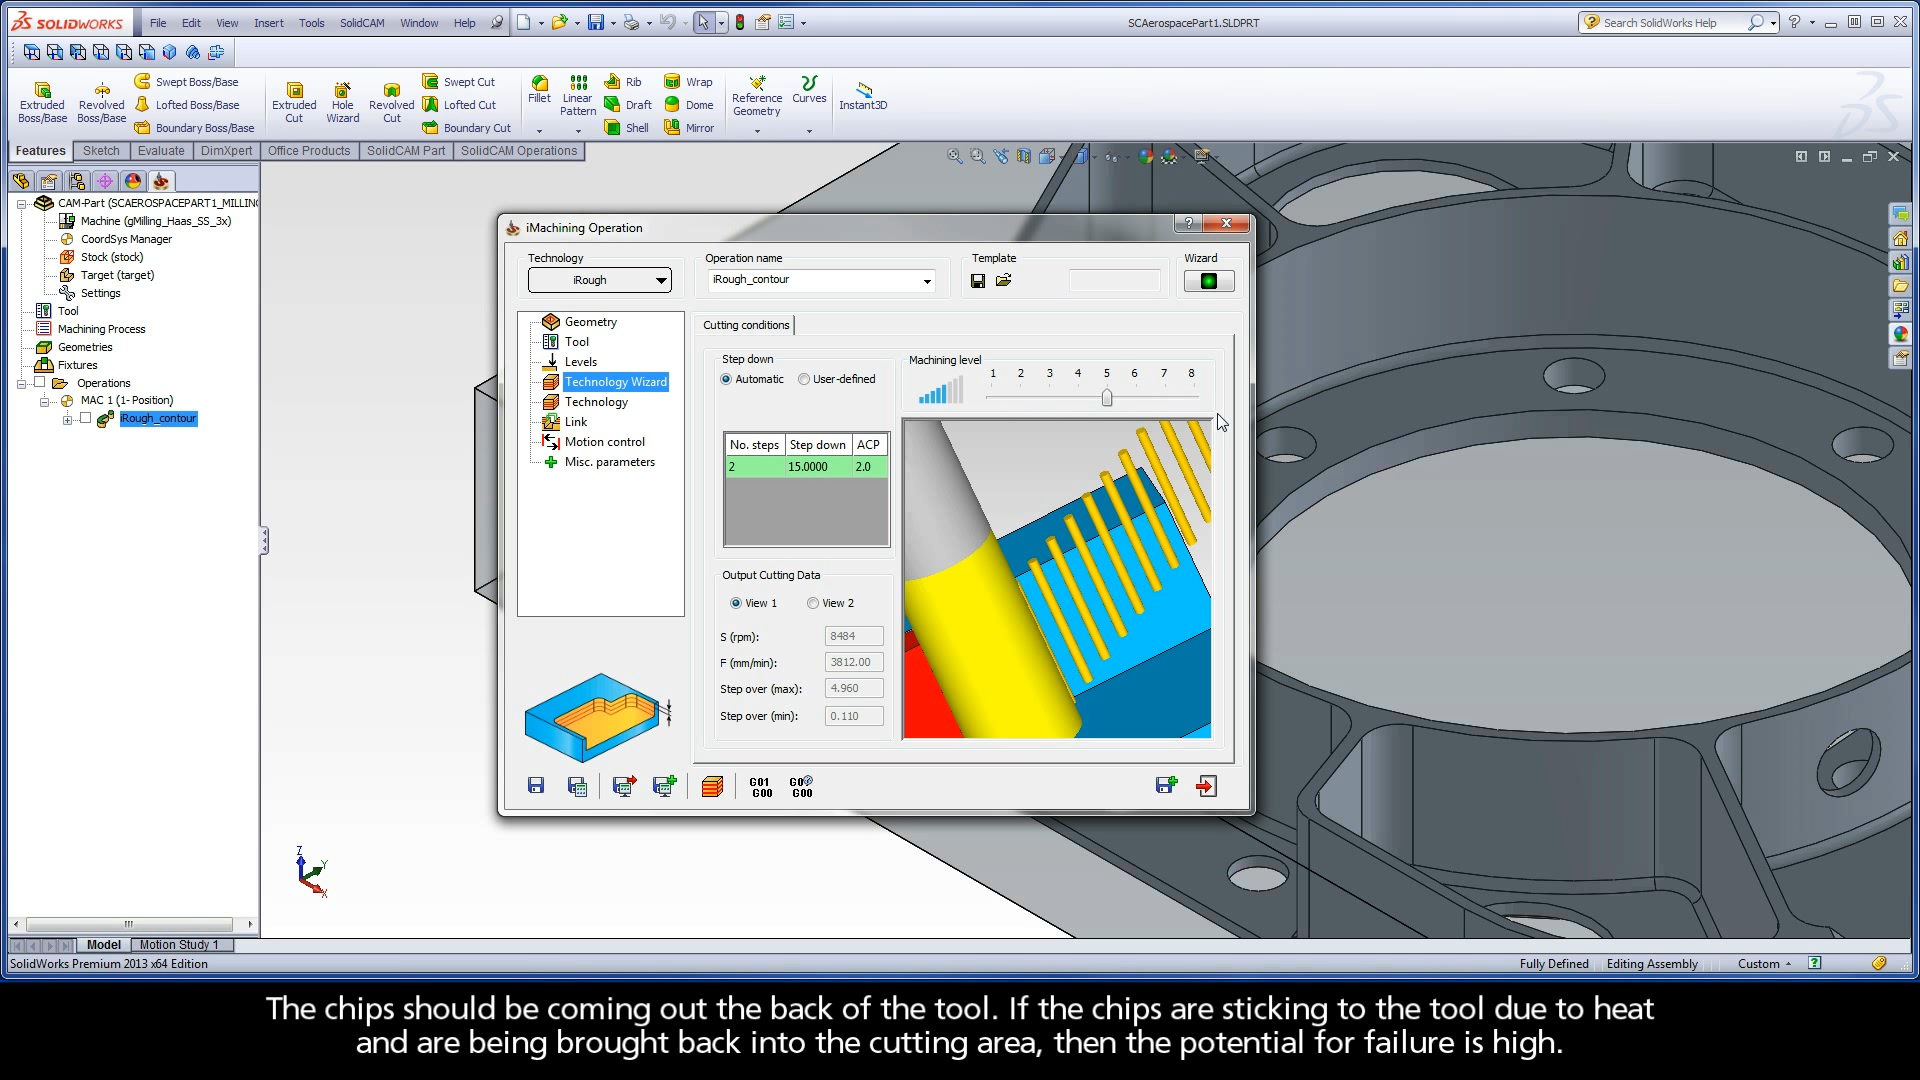 SOLIDWORKS File Edit View Insert Tools SolidCAM Window Help SCAerospacePart1.SLDPRT Search SolidWorks Help
Extruded Boss/Base Revolved Boss/Base Swept Boss/Base Lofted Boss/Base Boundary Boss/Base Extruded Cut Hole Wizard Revolved Cut Swept Cut Lofted Cut Boundary Cut Fillet Linear Pattern Rib Draft Shell Wrap Dome Mirror Reference Geometry Curves Instant3D
Features Sketch Evaluate DimXpert Office Products SolidCAM Part SolidCAM Operations
CAM-Part (SCAEROSPACEPART1_MILLING
Machine (gMilling_Haas_SS_3x)
CoordSys Manager
Stock (stock)
Target (target)
Settings
Tool
Machining Process
Geometries
Fixtures
Operations
MAC 1 (1- Position)
iRough_contour
iMachining Operation
Technology Operation name Template Wizard
iRough iRough_contour
Geometry
Tool
Levels
Technology Wizard
Technology
Link
Motion control
Misc. parameters
Cutting conditions
Step down
Automatic User-defined
Machining level
1 2 3 4 5 6 7 8
No. steps Step down ACP
2 15.0000 2.0
Output Cutting Data
View 1 View 2
S (rpm): 8484
F (mm/min): 3812.00
Step over (max): 4.960
Step over (min): 0.110
G01 G00 G00
Z Y X
Model Motion Study 1
SolidWorks Premium 2013 x64 Edition Fully Defined Editing Assembly Custom
The chips should be coming out the back of the tool. If the chips are sticking to the tool due to heat
and are being brought back into the cutting area, then the potential for failure is high.